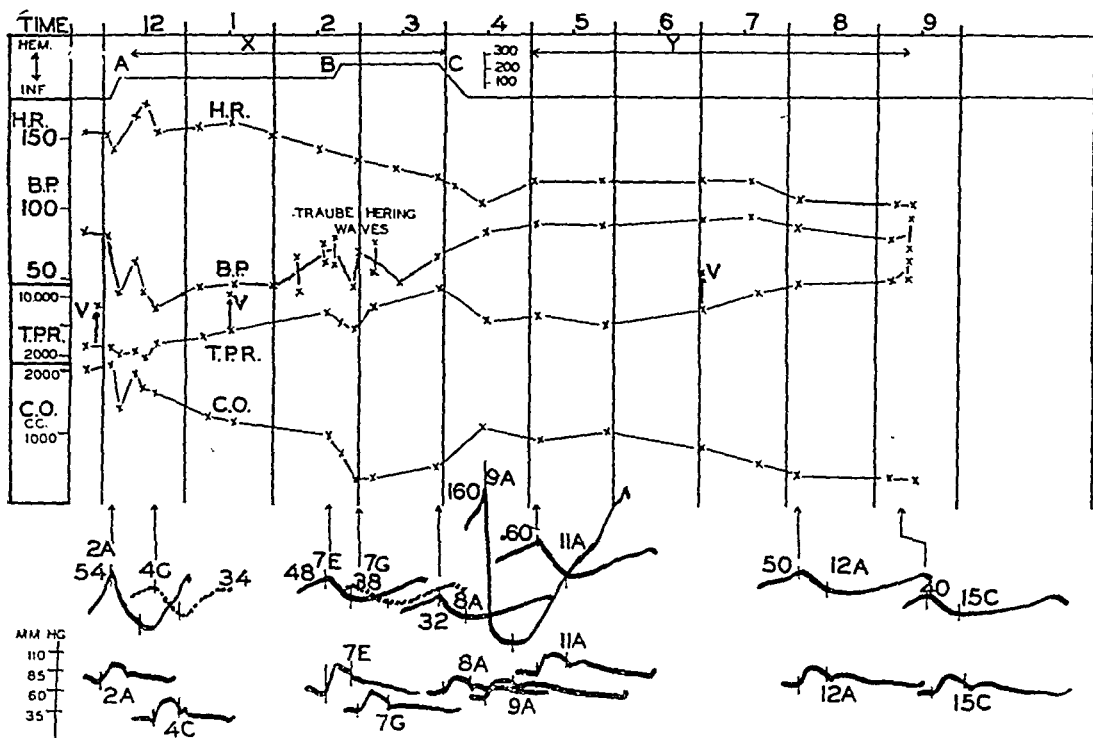 TIME 12 .1 .2 .3 .4 .5 .6 .7 .8 .9
HEM. X 300 Y
A B 200 C
INF 100
H.R. H.R.
150
B.P.
100
TRAUBE HERING
WAVES
50 B.P. V
10.000
V V
T.P.R.
2000 T.P.R.
2000
C.O. C.O.
CC.
1000
160 9A
.60
2A 7E 7G 11A
4G 50 12A
54 34 48 38
40
8A 15C
32
MM HG
110 7E 11A
85 8A
60
2A 12A 15C
35 9A
4C 7G